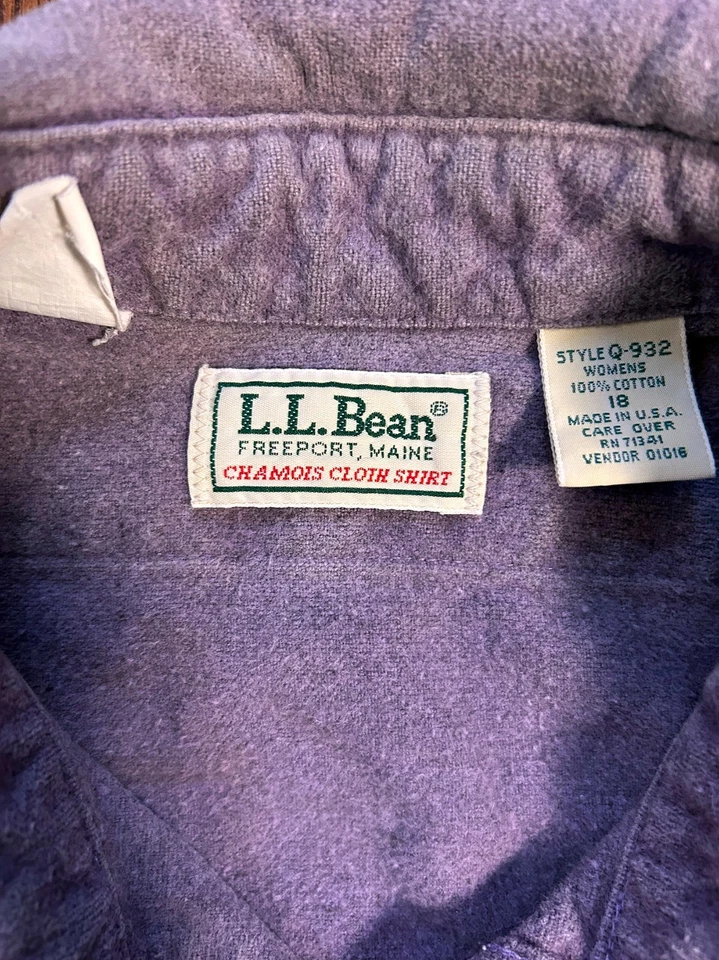 L.L.Bean®
FREEPORT, MAINE
CHAMOIS CLOTH SHIRT
STYLE Q-932
WOMENS
100% COTTON
18
MADE IN U.S.A.
CARE OVER
RN 71341
VENDOR 01016